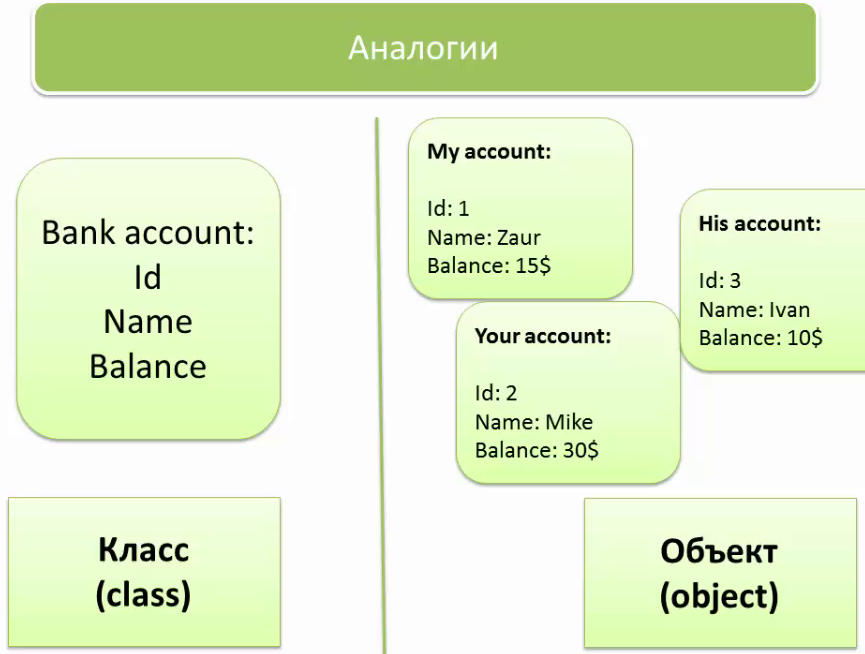 Аналогии
Bank account:
Id
Name
Balance
Класс
(class)
My account:
Id: 1
Name: Zaur
Balance: 15$
His account:
Id: 3
Name: Ivan
Balance: 10$
Your account:
Id: 2
Name: Mike
Balance: 30$
Объект
(object)